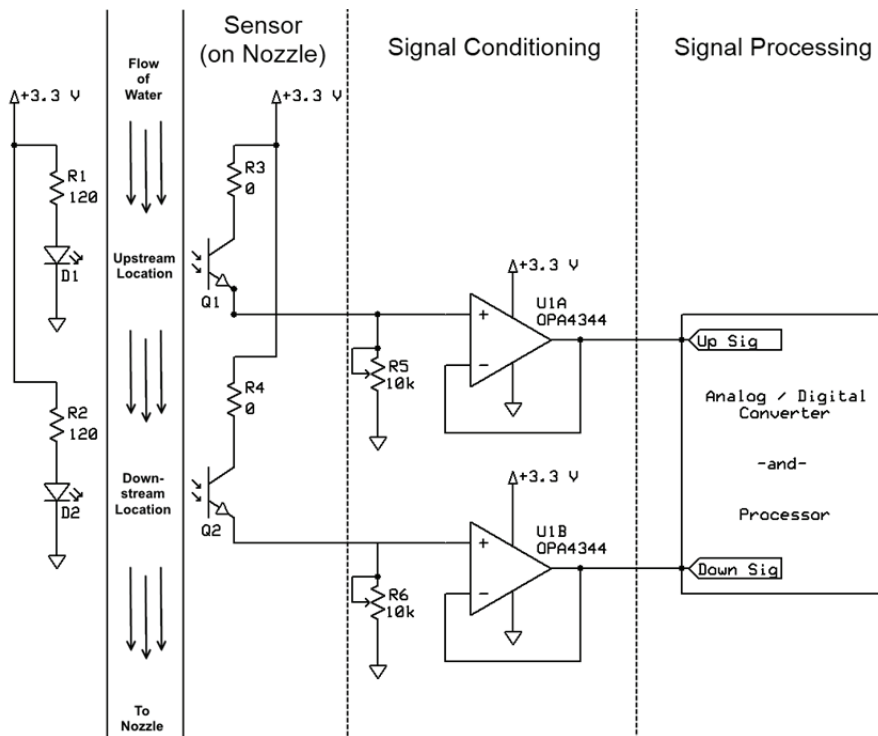 Sensor
(on Nozzle)
Signal Conditioning
Signal Processing
Flow
of
Water
+3.3 V
+3.3 V
R1
120
R3
0
D1
Upstream
Location
Q1
+3.3 V
U1A
OPA4344
+
-
R5
10k
Up Sig
Analog / Digital
Converter
-and-
Processor
R2
120
R4
0
D2
Down-
stream
Location
Q2
+3.3 V
U1B
OPA4344
+
-
R6
10k
Down Sig
To
Nozzle